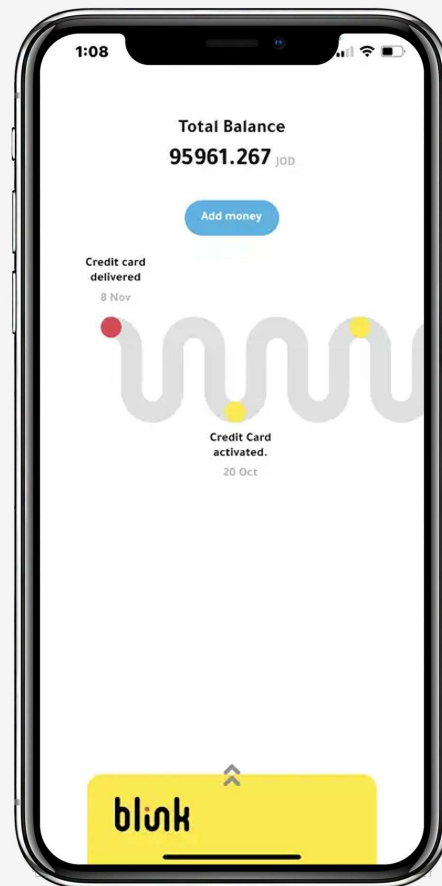 1:08
Total Balance
95961.267 JOD
Add money
Credit card
delivered
8 Nov
Credit Card
activated.
20 Oct
blink